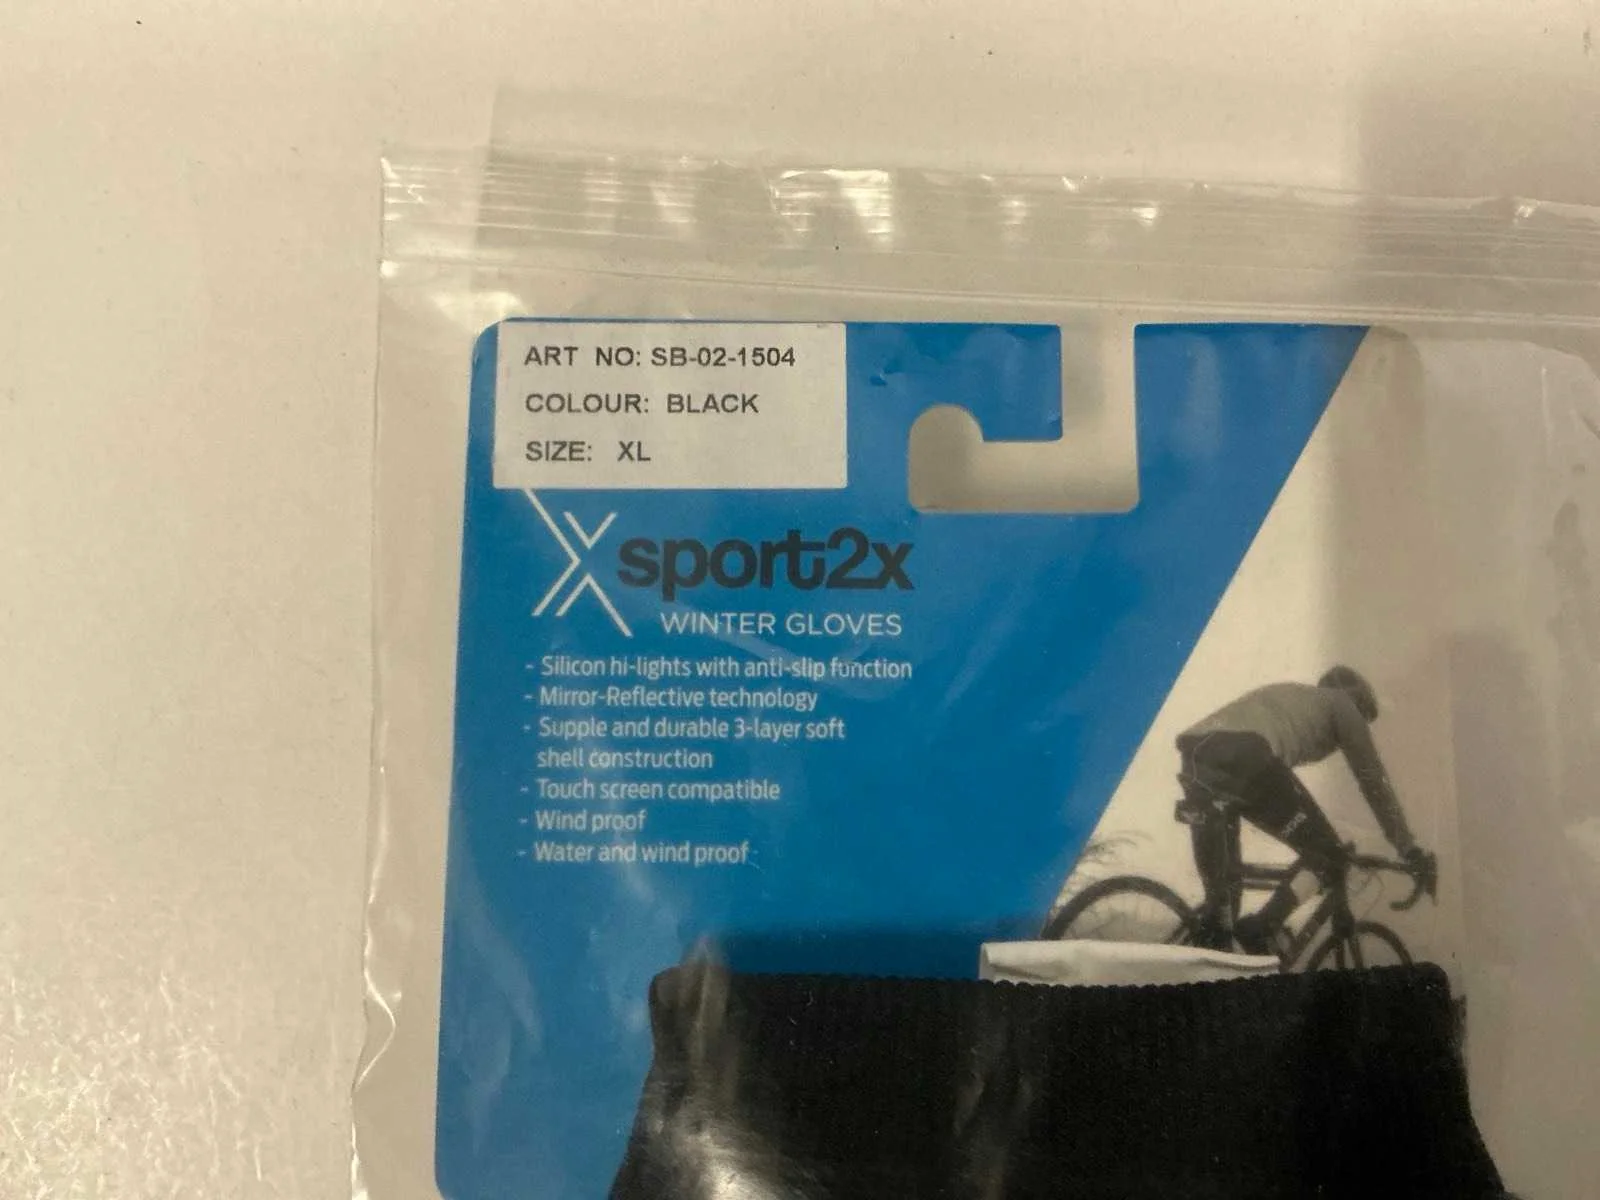 ART NO: SB-02-1504
COLOUR: BLACK
SIZE: XL
sport2x
WINTER GLOVES
- Silicon hi-lights with anti-slip function
- Mirror-Reflective technology
- Supple and durable 3-layer soft
shell construction
- Touch screen compatible
- Wind proof
- Water and wind proof